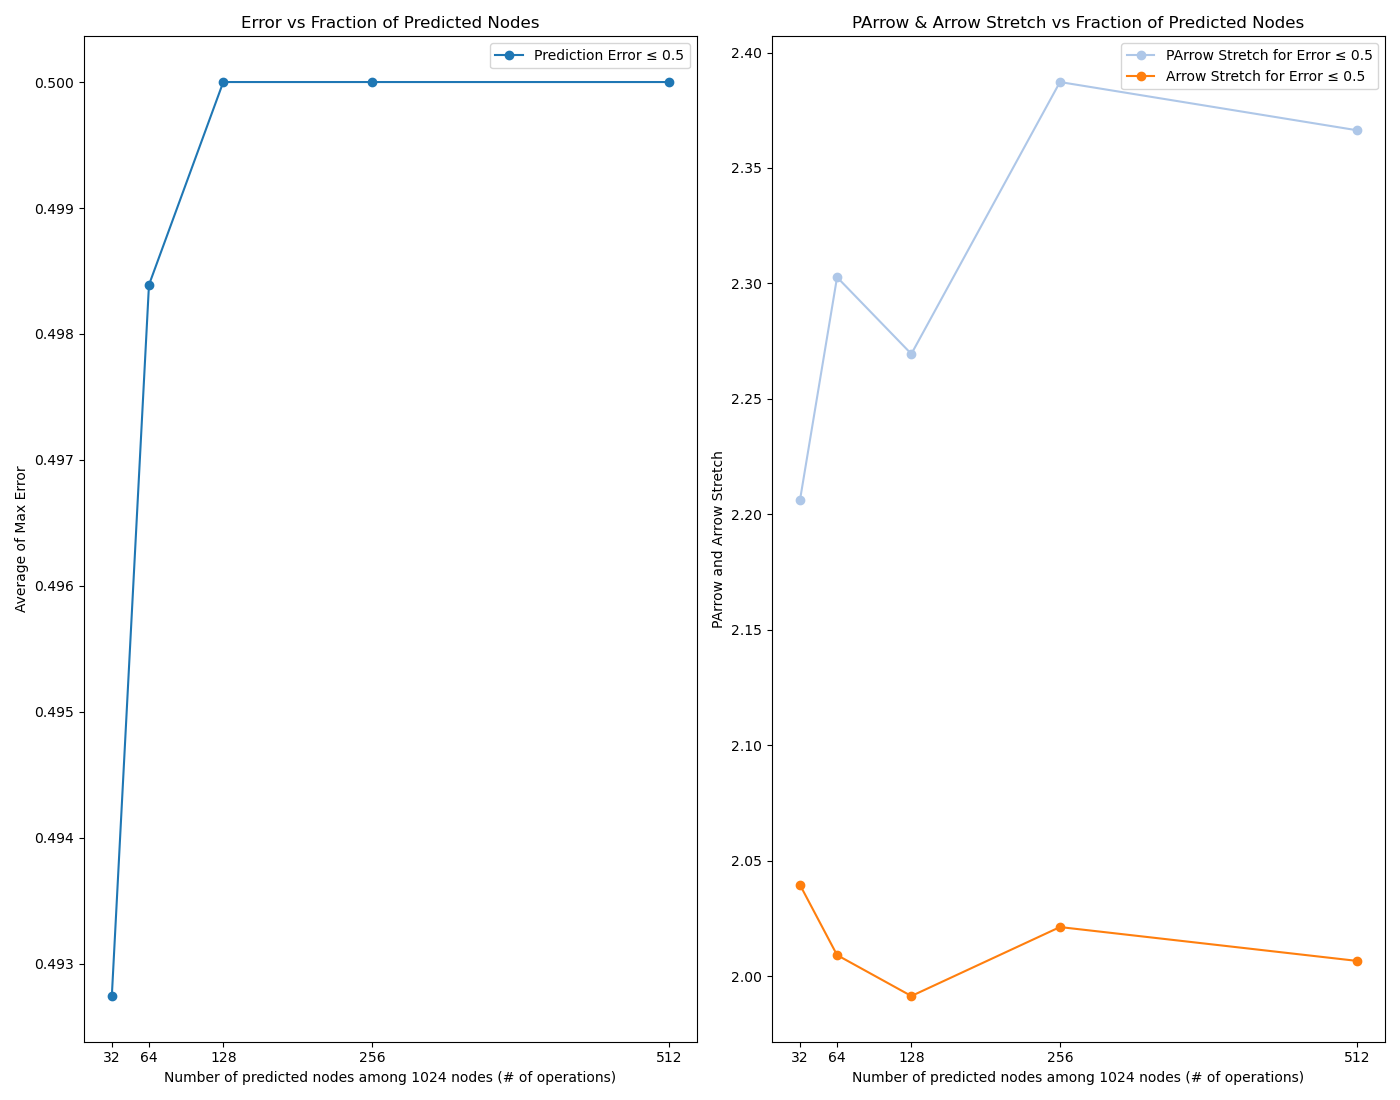 Error vs Fraction of Predicted Nodes
Prediction Error ≤ 0.5
0.500
0.499
0.498
0.497
0.496
0.495
0.494
0.493
Average of Max Error
32 64 128 256 512
Number of predicted nodes among 1024 nodes (# of operations)
PArrow & Arrow Stretch vs Fraction of Predicted Nodes
PArrow Stretch for Error ≤ 0.5
Arrow Stretch for Error ≤ 0.5
2.40
2.35
2.30
2.25
2.20
2.15
2.10
2.05
2.00
PArrow and Arrow Stretch
32 64 128 256 512
Number of predicted nodes among 1024 nodes (# of operations)